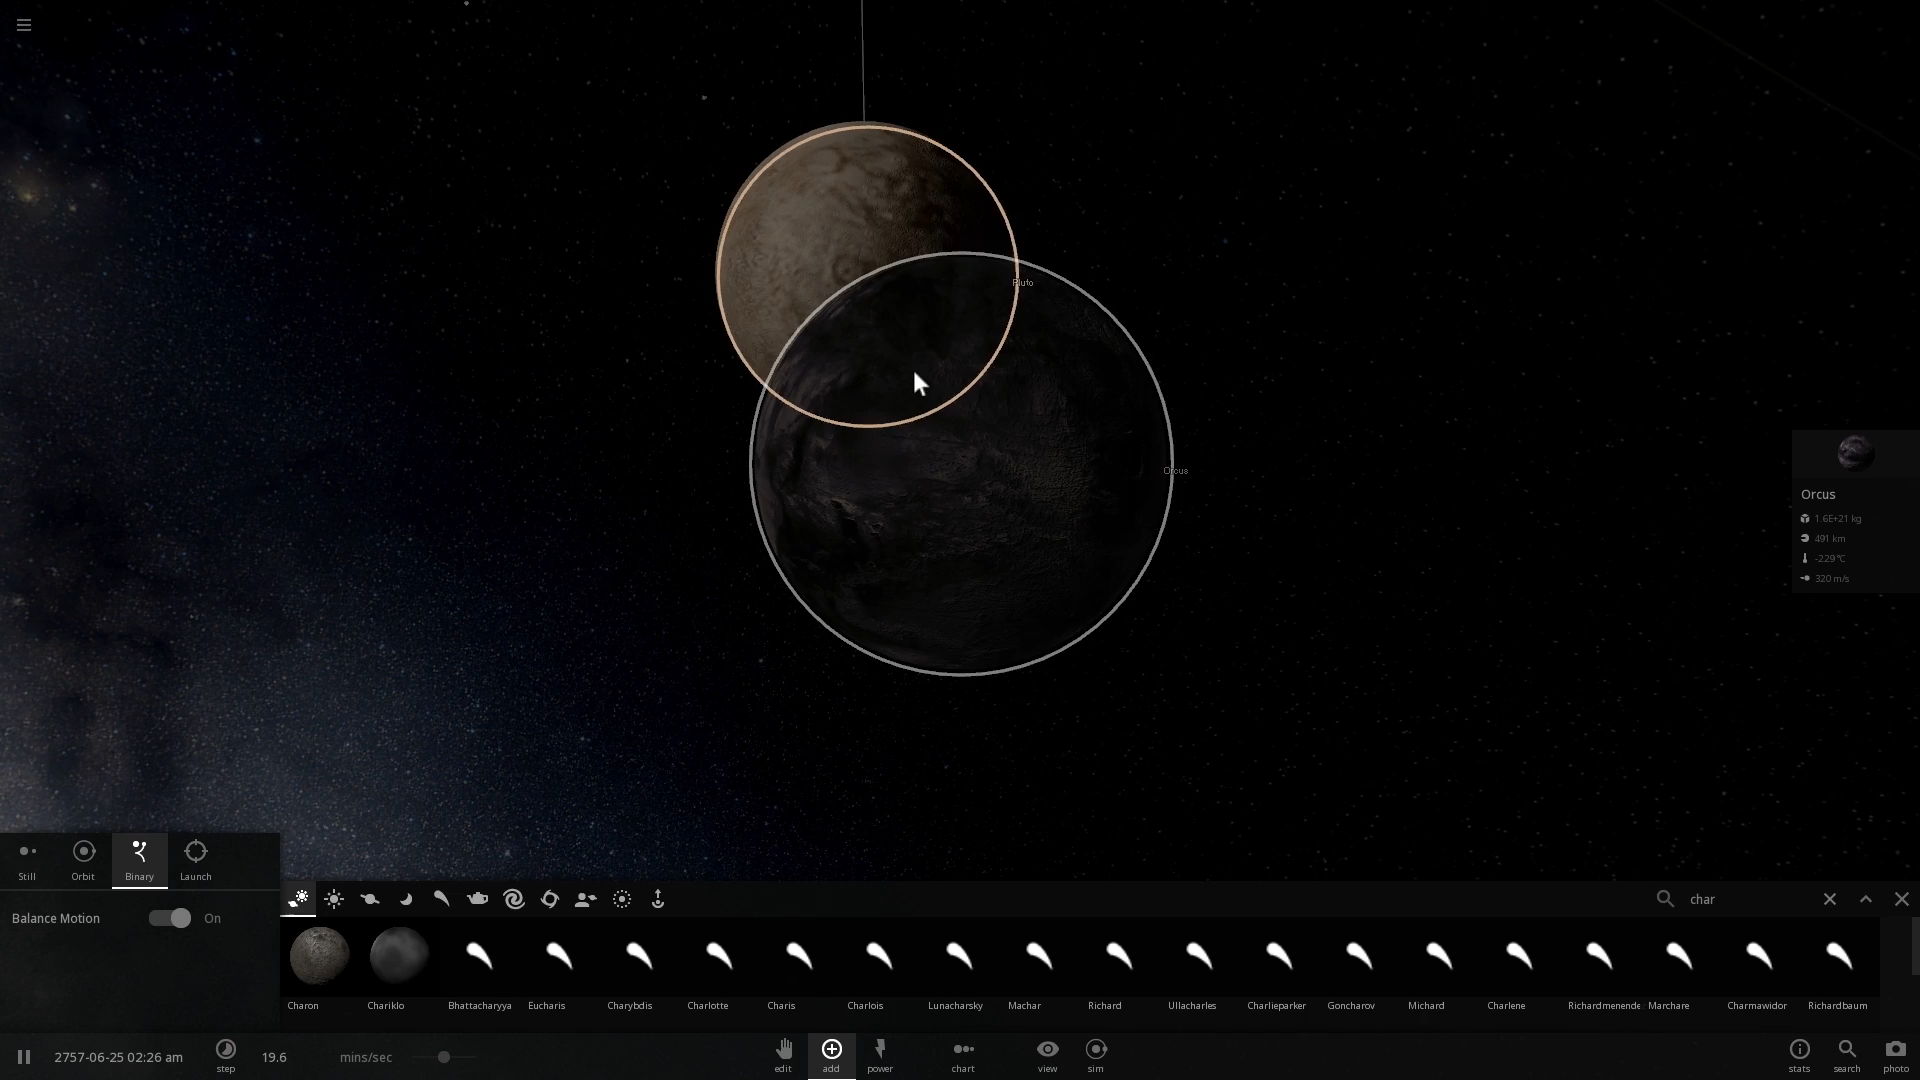 Pluto
Orcus
Orcus
1.6E+21 kg
491 km
-229°C
320 m/s
Still Orbit Binary Launch
Balance Motion On
char
Charon Chariklo Bhattacharyya Eucharis Charybdis Charlotte Charis Charlois Lunacharsky Machar Richard Ullacharles Charlieparker Goncharov Michard Charlene Richardmenende Marchare Charmawidor Richardbaum
2757-06-25 02:26 am step 19.6 mins/sec edit add power chart view sim stats search photo